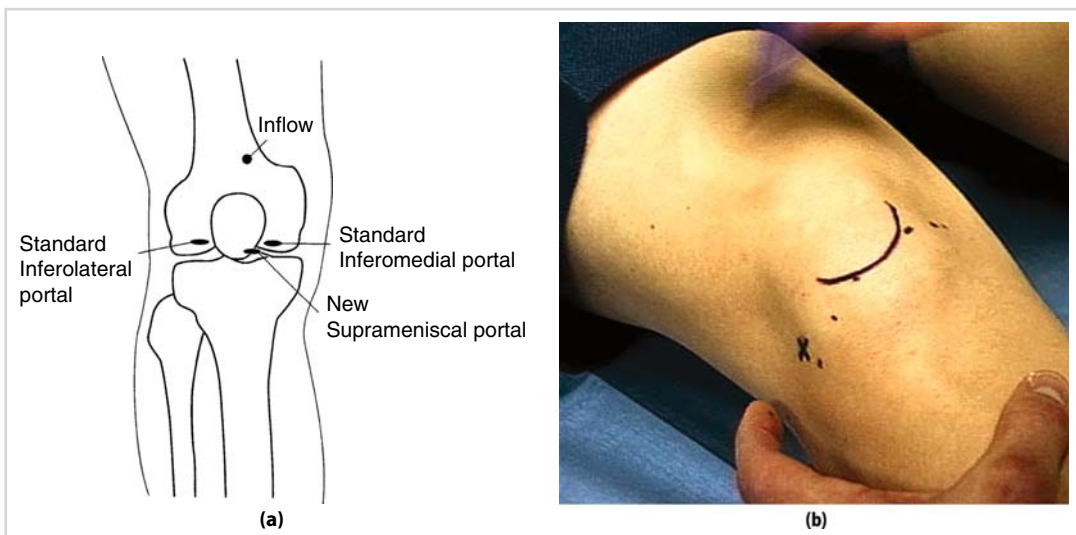 Inflow
Standard
Inferolateral
portal
Standard
Inferomedial portal
New
Suprameniscal portal
X
(a)
(b)